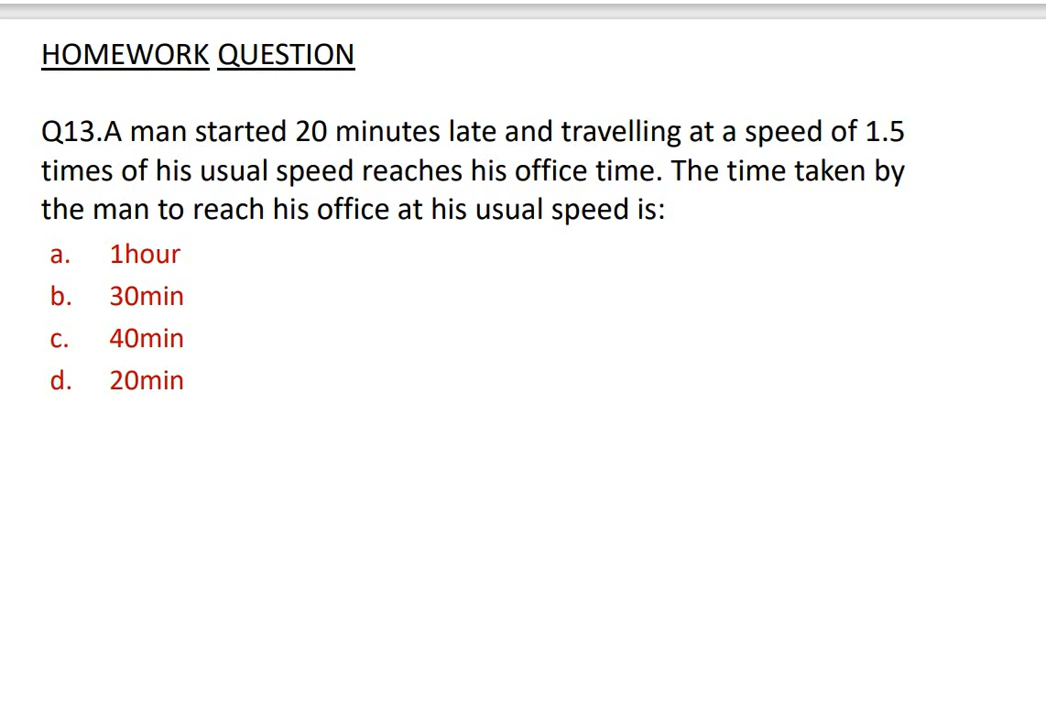 HOMEWORK QUESTION
Q13.A man started 20 minutes late and travelling at a speed of 1.5
times of his usual speed reaches his office time. The time taken by
the man to reach his office at his usual speed is:
a. 1hour
b. 30min
c. 40min
d. 20min